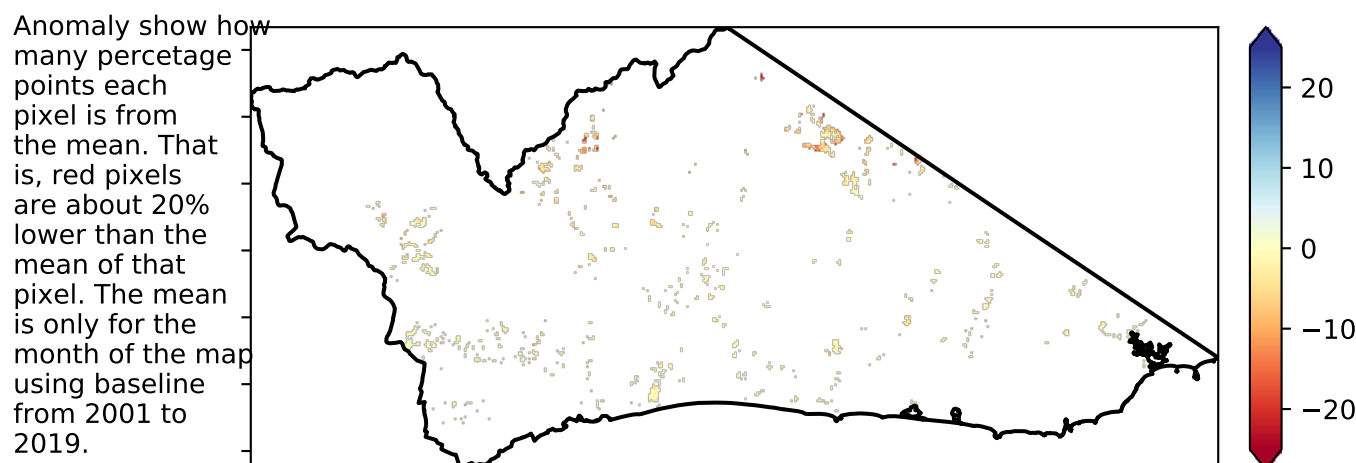 Anomaly show how
many percetage
points each
pixel is from
the mean. That
is, red pixels
are about 20%
lower than the
mean of that
pixel. The mean
is only for the
month of the map
using baseline
from 2001 to
2019.
20
10
0
−10
−20